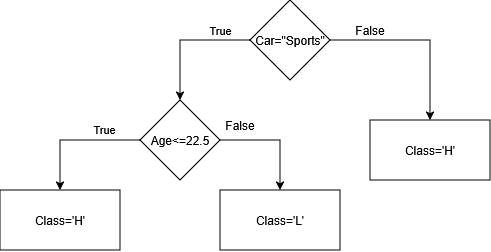 True
Car="Sports"
False
True
Age<=22.5
False
Class='H'
Class='H'
Class='L'